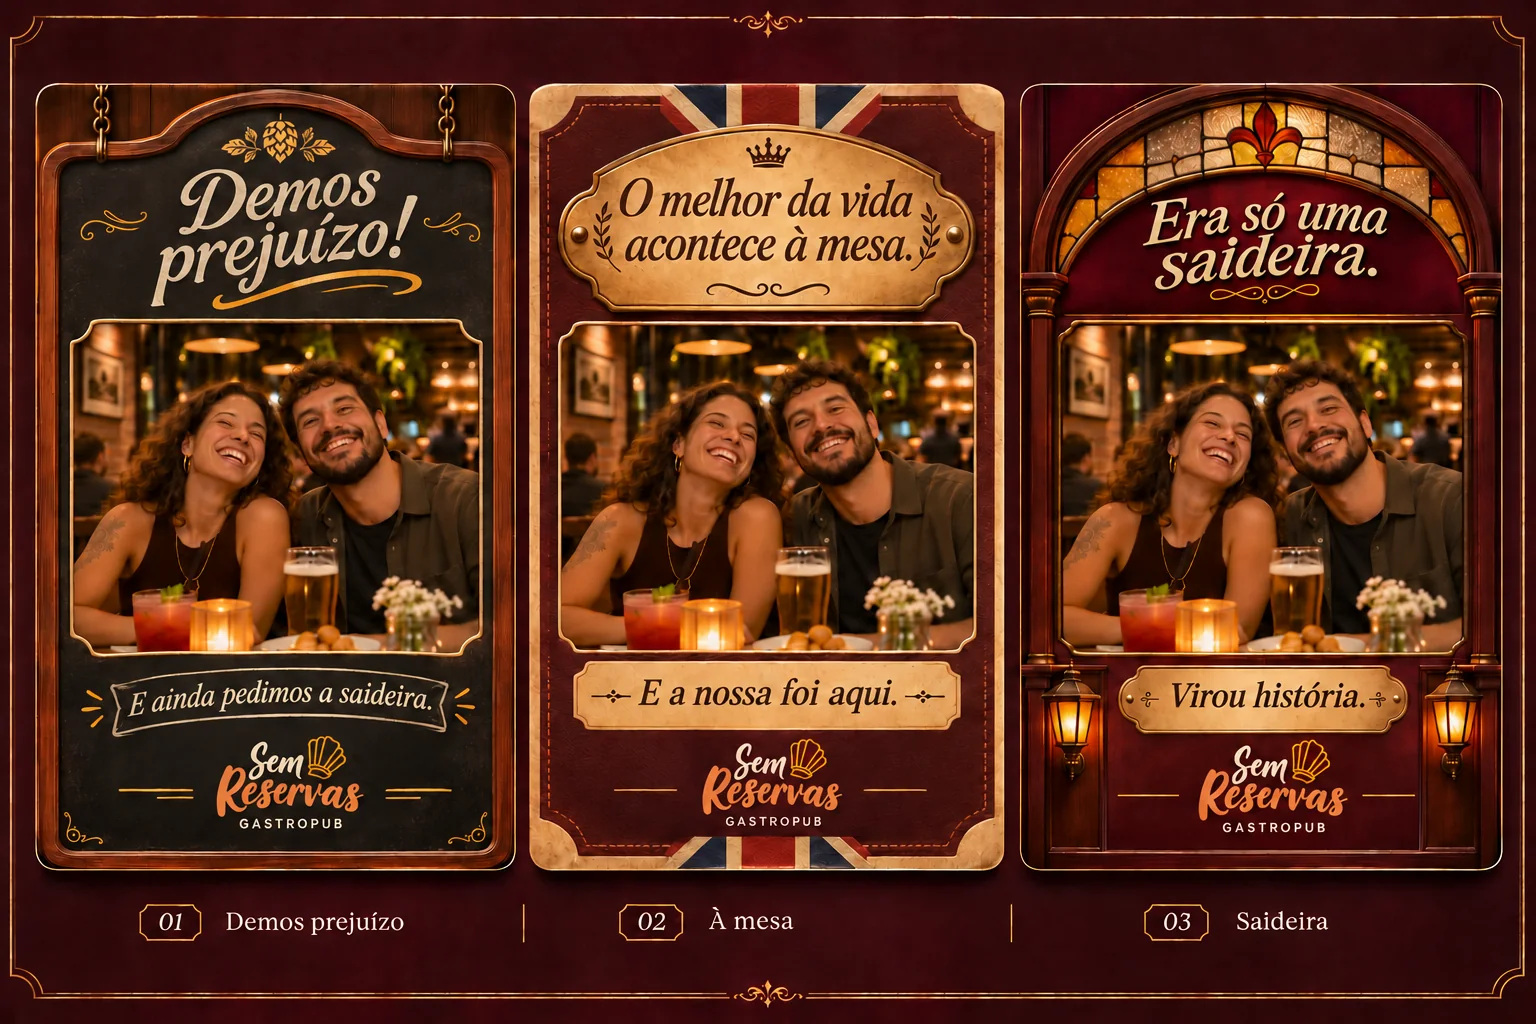 Demos
prejuízo!
E ainda pedimos a saideira.
Sem
Reservas
GASTROPUB
O melhor da vida
acontece à mesa.
E a nossa foi aqui.
Sem
Reservas
GASTROPUB
Era só uma
saideira.
Virou história.
Sem
Reservas
GASTROPUB
01 Demos prejuízo
02 À mesa
03 Saideira